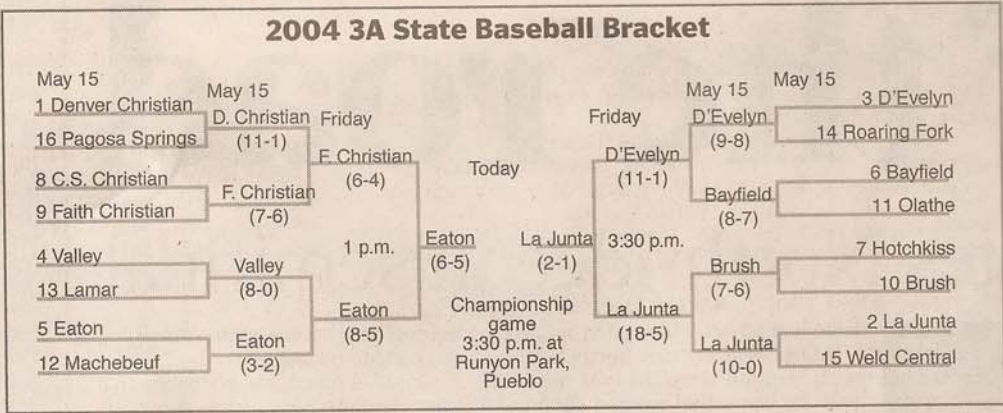 2004 3A State Baseball Bracket
May 15
1 Denver Christian
16 Pagosa Springs
8 C.S. Christian
9 Faith Christian
4 Valley
13 Lamar
5 Eaton
12 Machebeuf
May 15
D. Christian
(11-1)
F. Christian
(7-6)
Valley
(8-0)
Eaton
(3-2)
Friday
F. Christian
(6-4)
1 p.m.
Eaton
(8-5)
Eaton
(6-5)
Today
Championship
game
3:30 p.m. at
Runyon Park,
Pueblo
La Junta
(2-1)
Friday
D'Evelyn
(11-1)
3:30 p.m.
La Junta
(18-5)
May 15
D'Evelyn
(9-8)
Bayfield
(8-7)
Brush
(7-6)
La Junta
(10-0)
May 15
3 D'Evelyn
14 Roaring Fork
6 Bayfield
11 Olathe
7 Hotchkiss
10 Brush
2 La Junta
15 Weld Central